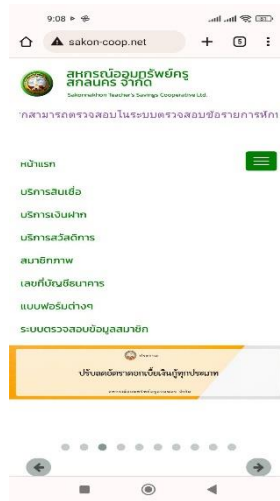 9:08
sakon-coop.net
5
สหกรณ์ออมทรัพย์ครู
สกลนคร จำกัด
Sakonnakhon Teacher's Savings Cooperative Ltd.
กสามารถตรวจสอบในระบบตรวจสอบข้อรายการหัก
หน้าแรก
บริการสินเชื่อ
บริการเงินฝาก
บริการสวัสดิการ
สมาชิกภาพ
เลขที่บัญชีธนาคาร
แบบฟอร์มต่างๆ
ระบบตรวจสอบข้อมูลสมาชิก
ปรับลดอัตราดอกเบี้ยเงินกู้ทุกประเภท